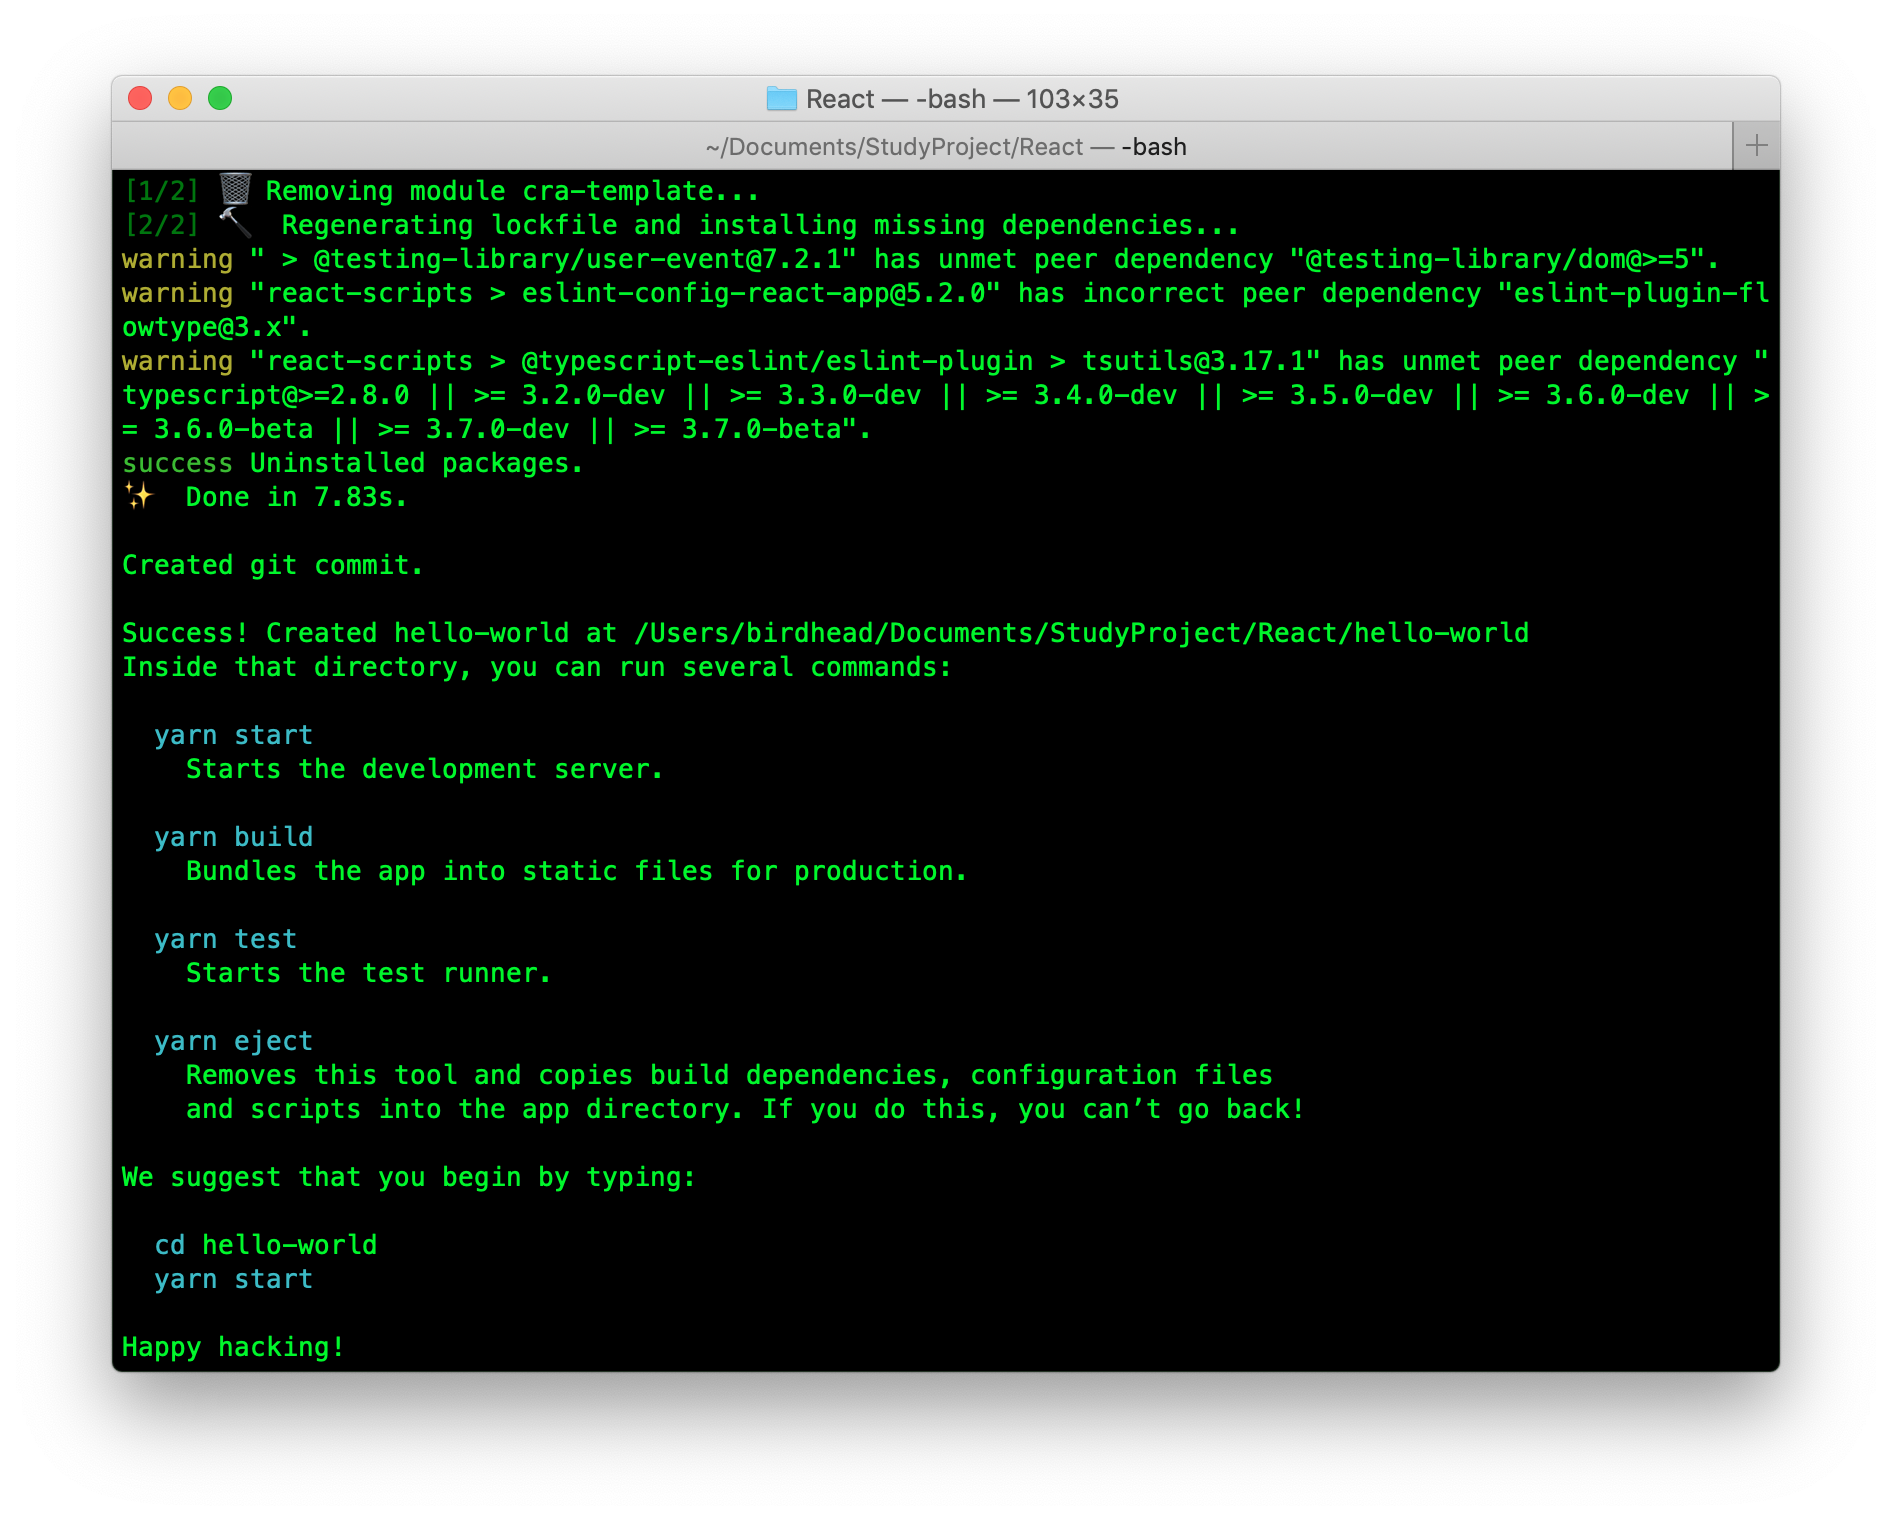 React — -bash — 103×35
~/Documents/StudyProject/React — -bash
[1/2] 🗑 Removing module cra-template...
[2/2] 🔨 Regenerating lockfile and installing missing dependencies...
warning " > @testing-library/user-event@7.2.1" has unmet peer dependency "@testing-library/dom@>=5".
warning "react-scripts > eslint-config-react-app@5.2.0" has incorrect peer dependency "eslint-plugin-fl
owtype@3.x".
warning "react-scripts > @typescript-eslint/eslint-plugin > tsutils@3.17.1" has unmet peer dependency "
typescript@>=2.8.0 || >= 3.2.0-dev || >= 3.3.0-dev || >= 3.4.0-dev || >= 3.5.0-dev || >= 3.6.0-dev || >
= 3.6.0-beta || >= 3.7.0-dev || >= 3.7.0-beta".
success Uninstalled packages.
✨ Done in 7.83s.
Created git commit.
Success! Created hello-world at /Users/birdhead/Documents/StudyProject/React/hello-world
Inside that directory, you can run several commands:
yarn start
Starts the development server.
yarn build
Bundles the app into static files for production.
yarn test
Starts the test runner.
yarn eject
Removes this tool and copies build dependencies, configuration files
and scripts into the app directory. If you do this, you can’t go back!
We suggest that you begin by typing:
cd hello-world
yarn start
Happy hacking!